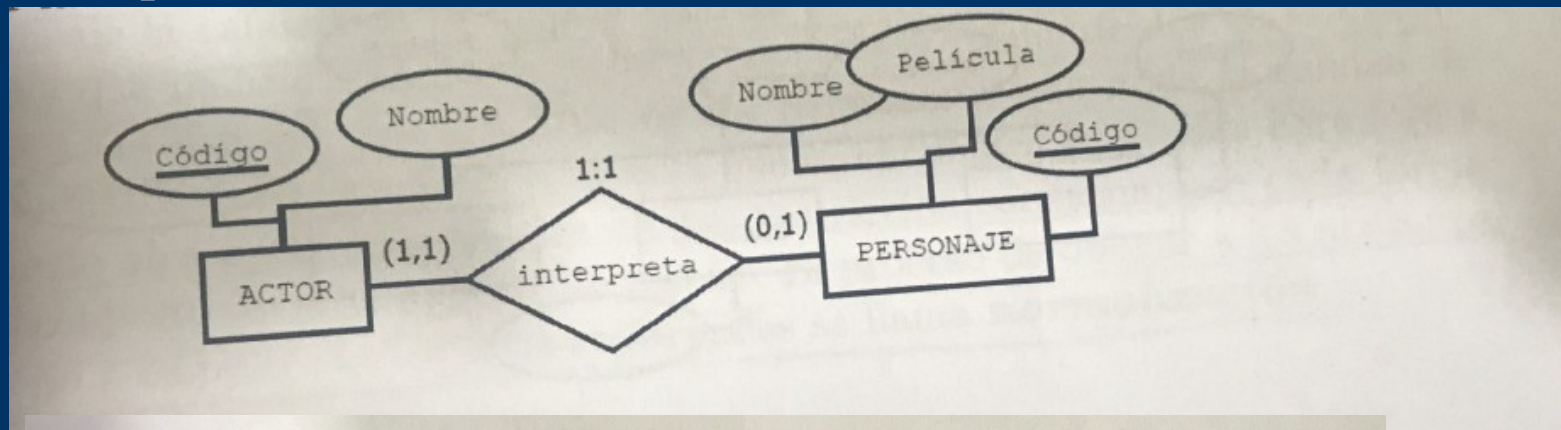 Código
Nombre
Nombre
Película
Código
1:1
ACTOR
(1,1)
interpreta
(0,1)
PERSONAJE